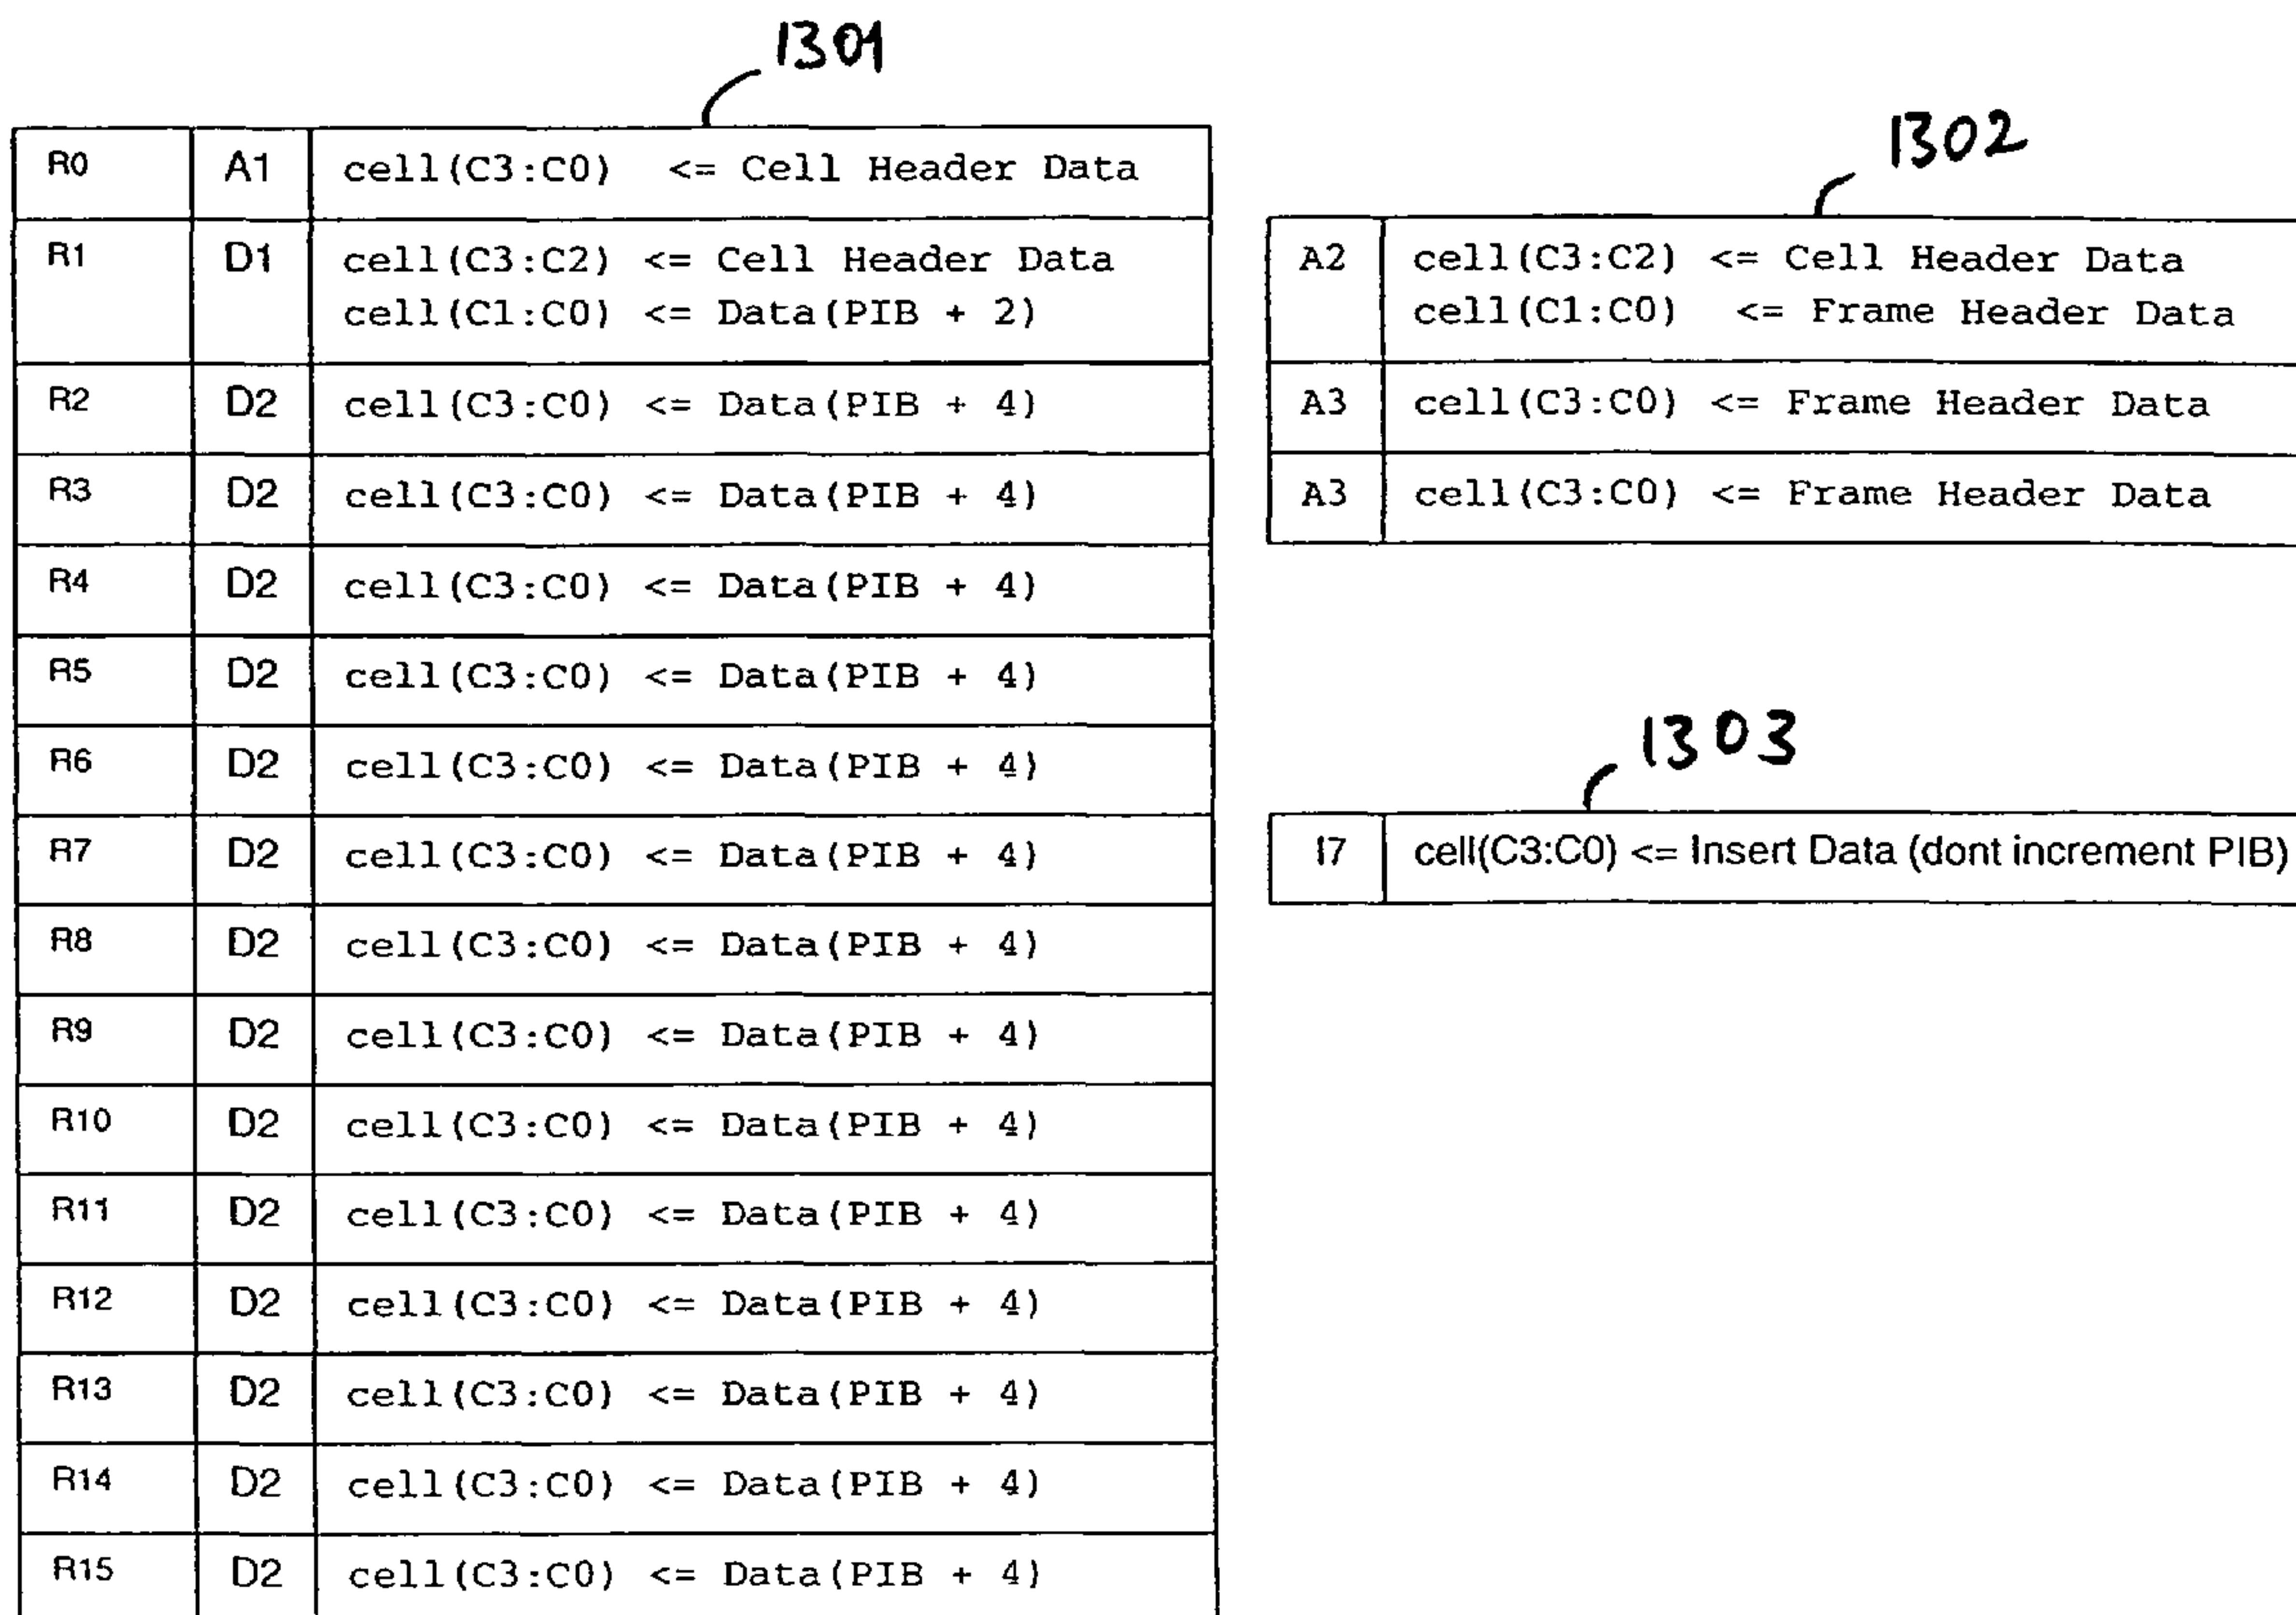 1301
R0 A1 cell(C3:C0) <= Cell Header Data
R1 D1 cell(C3:C2) <= Cell Header Data
cell(C1:C0) <= Data(PIB + 2)
R2 D2 cell(C3:C0) <= Data(PIB + 4)
R3 D2 cell(C3:C0) <= Data(PIB + 4)
R4 D2 cell(C3:C0) <= Data(PIB + 4)
R5 D2 cell(C3:C0) <= Data(PIB + 4)
R6 D2 cell(C3:C0) <= Data(PIB + 4)
R7 D2 cell(C3:C0) <= Data(PIB + 4)
R8 D2 cell(C3:C0) <= Data(PIB + 4)
R9 D2 cell(C3:C0) <= Data(PIB + 4)
R10 D2 cell(C3:C0) <= Data(PIB + 4)
R11 D2 cell(C3:C0) <= Data(PIB + 4)
R12 D2 cell(C3:C0) <= Data(PIB + 4)
R13 D2 cell(C3:C0) <= Data(PIB + 4)
R14 D2 cell(C3:C0) <= Data(PIB + 4)
R15 D2 cell(C3:C0) <= Data(PIB + 4)
1302
A2 cell(C3:C2) <= Cell Header Data
cell(C1:C0) <= Frame Header Data
A3 cell(C3:C0) <= Frame Header Data
A3 cell(C3:C0) <= Frame Header Data
1303
I7 cell(C3:C0) <= Insert Data (dont increment PIB)